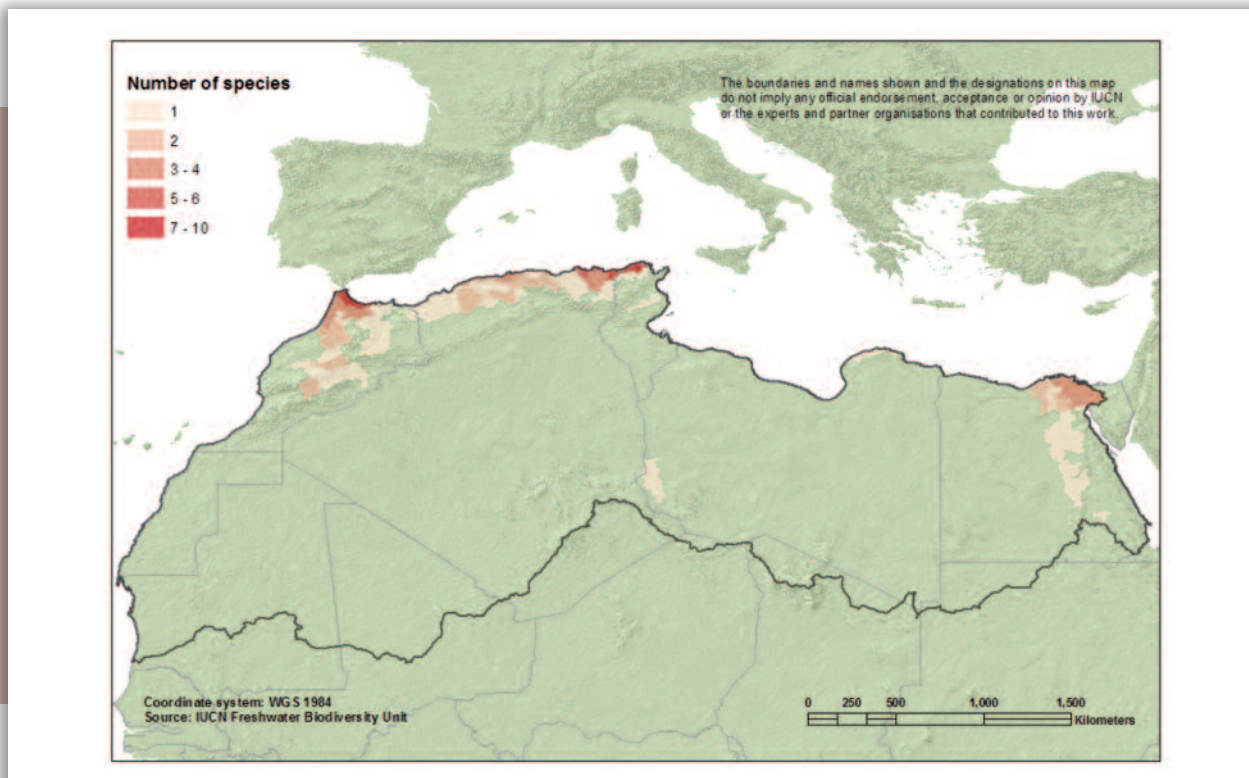 Number of species
1
2
3 - 4
5 - 6
7 - 10
The boundaries and names shown and the designations on this map
do not imply any official endorsement, acceptance or opinion by IUCN
or the experts and partner organisations that contributed to this work.
Coordinate system: WGS 1984
Source: IUCN Freshwater Biodiversity Unit
0 250 500 1,000 1,500
Kilometers